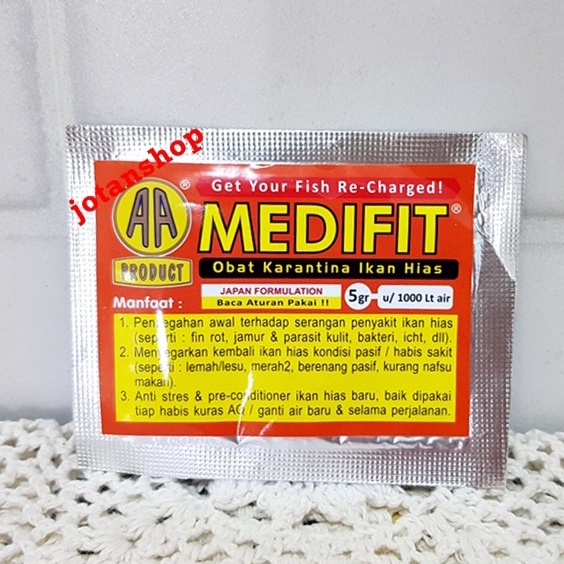 jotanshop
Get Your Fish Re-Charged!
AA ®
MEDIFIT®
PRODUCT
Obat Karantina Ikan Hias
JAPAN FORMULATION
Baca Aturan Pakai !!
5gr u/ 1000 Lt air
Manfaat :
1. Pencegahan awal terhadap serangan penyakit ikan hias
(seperti : fin rot, jamur & parasit kulit, bakteri, icht, dll).
2. Menyegarkan kembali ikan hias kondisi pasif / habis sakit
(seperti : lemah/lesu, merah2, berenang pasif, kurang nafsu
makan).
3. Anti stres & pre-conditioner ikan hias baru, baik dipakai
tiap habis kuras AQ / ganti air baru & selama perjalanan.